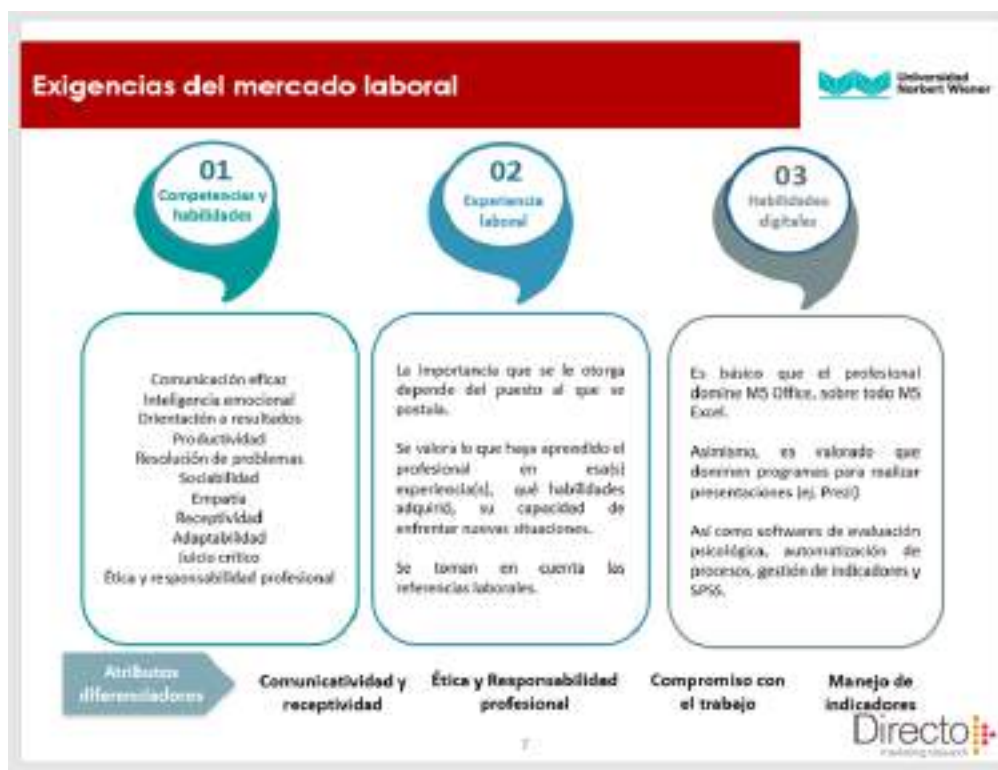 Exigencias del mercado laboral
Universidad
Norbert Wiener
01
Competencias y
habilidades
02
Experiencia
laboral
03
Habilidades
digitales
Comunicación eficaz
Inteligencia emocional
Orientación a resultados
Productividad
Resolución de problemas
Sociabilidad
Empatía
Receptividad
Adaptabilidad
Juicio crítico
Ética y responsabilidad profesional
La importancia que se le otorga
depende del puesto al que se
postula.
Se valora lo que haya aprendido el
profesional en esa(s)
experiencia(s), qué habilidades
adquirió, su capacidad de
enfrentar nuevas situaciones.
Se toman en cuenta las
referencias laborales.
Es básico que el profesional
domine MS Office, sobre todo MS
Excel.
Asimismo, es valorado que
dominen programas para realizar
presentaciones (ej. Prezi)
Así como softwares de evaluación
psicológica, automatización de
procesos, gestión de indicadores y
SPSS.
Atributos
diferenciadores
Comunicatividad y
receptividad
Ética y Responsabilidad
profesional
Compromiso con
el trabajo
Manejo de
indicadores
7
Directo
marketing research